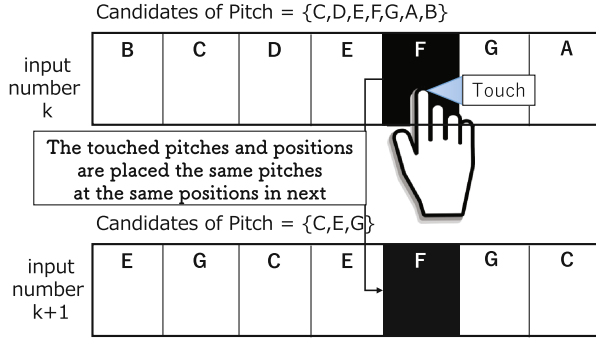 Candidates of Pitch = {C,D,E,F,G,A,B}
input
number
k
B C D E F G A
Touch
The touched pitches and positions
are placed the same pitches
at the same positions in next
Candidates of Pitch = {C,E,G}
input
number
k+1
E G C E F G C